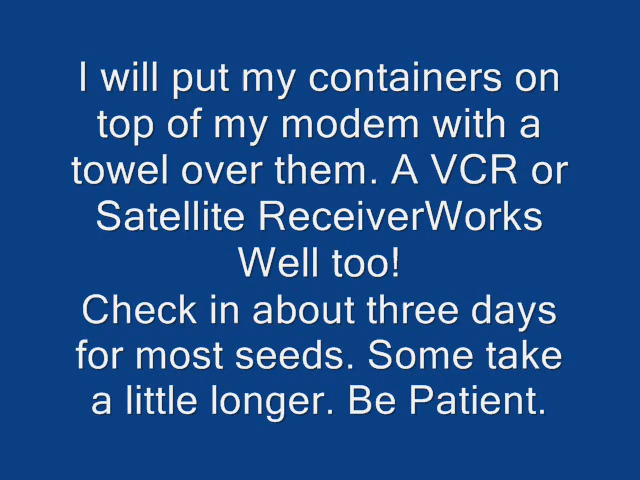 I will put my containers on
top of my modem with a
towel over them. A VCR or
Satellite ReceiverWorks
Well too!
Check in about three days
for most seeds. Some take
a little longer. Be Patient.